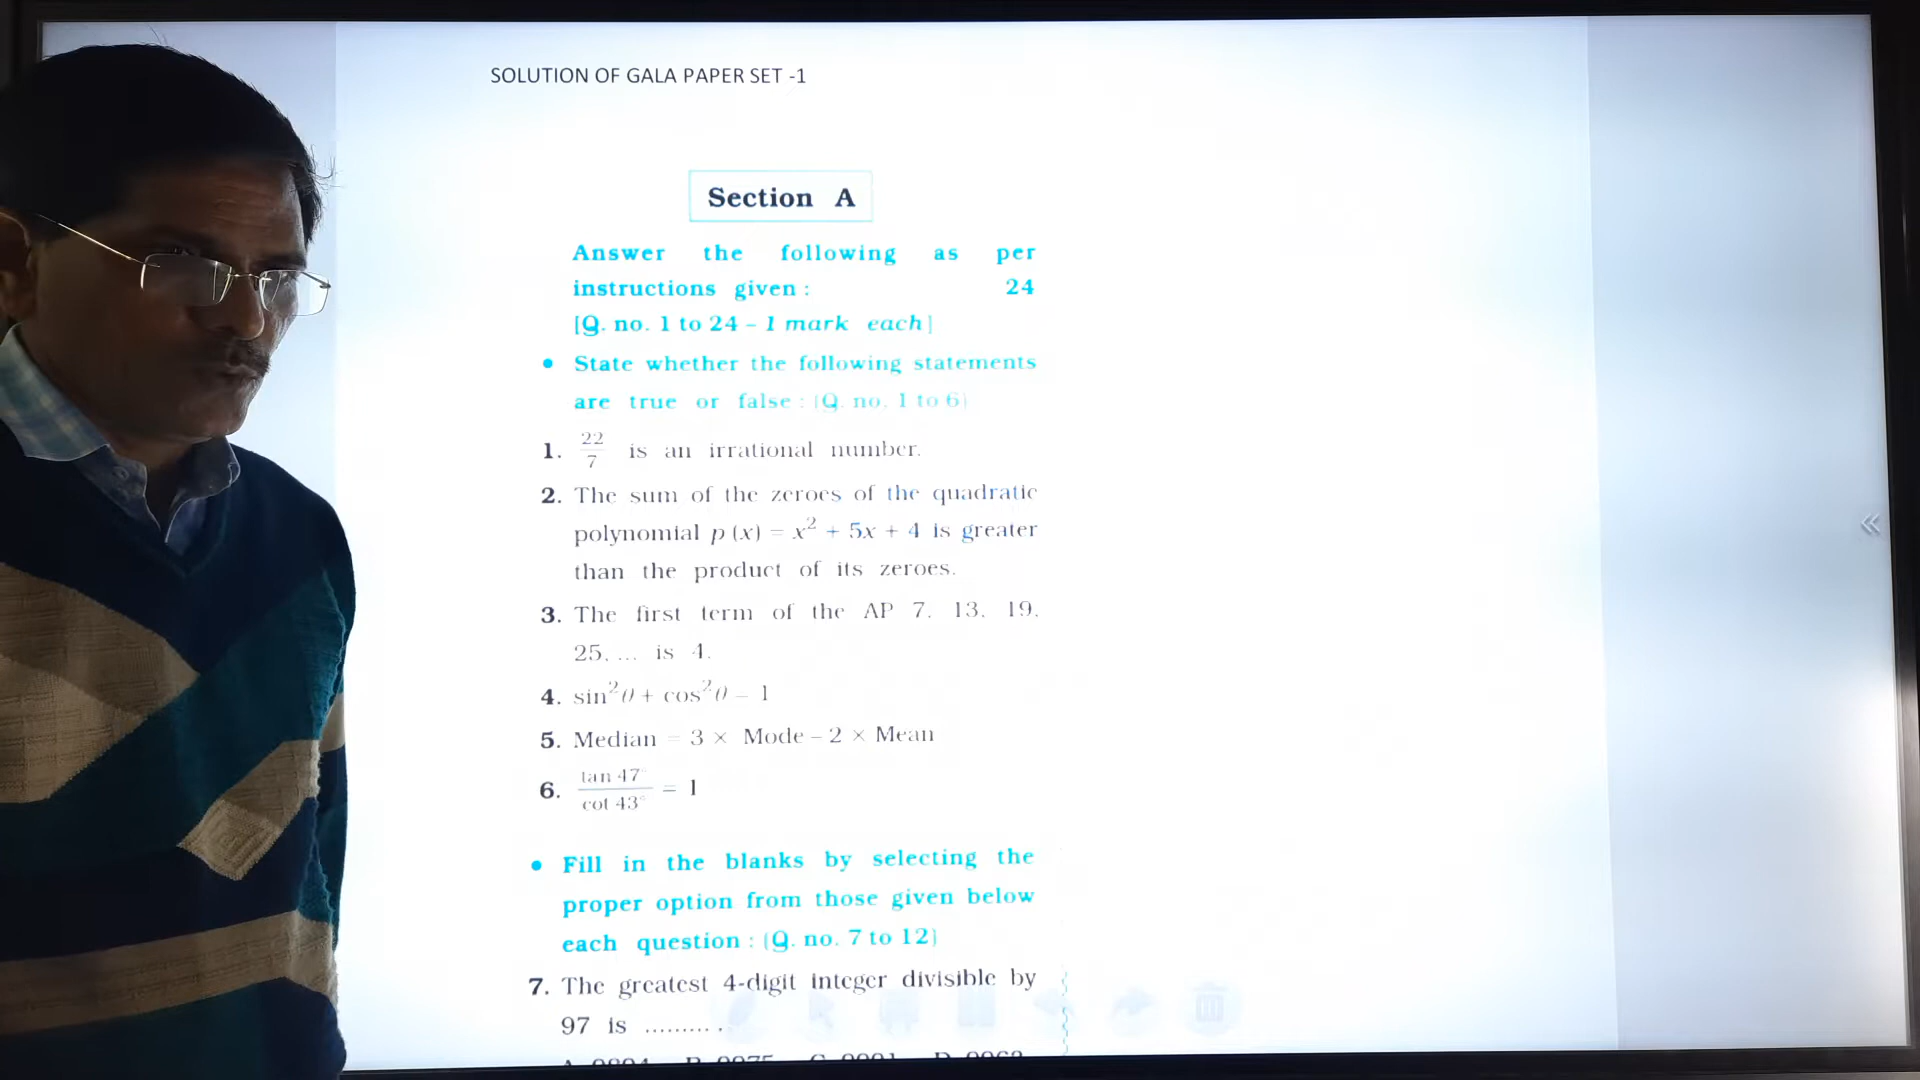 SOLUTION OF GALA PAPER SET -1
Section A
Answer the following as per
instructions given : 24
[Q. no. 1 to 24 – 1 mark each]
• State whether the following statements
are true or false : [Q. no. 1 to 6]
1. 22/7 is an irrational number.
2. The sum of the zeroes of the quadratic
polynomial p (x) = x² + 5x + 4 is greater
than the product of its zeroes.
3. The first term of the AP 7, 13, 19,
25, ... is 4.
4. sin²θ + cos²θ = 1
5. Median = 3 × Mode – 2 × Mean
6. tan 47° / cot 43° = 1
• Fill in the blanks by selecting the
proper option from those given below
each question : [Q. no. 7 to 12]
7. The greatest 4-digit integer divisible by
97 is .......... .